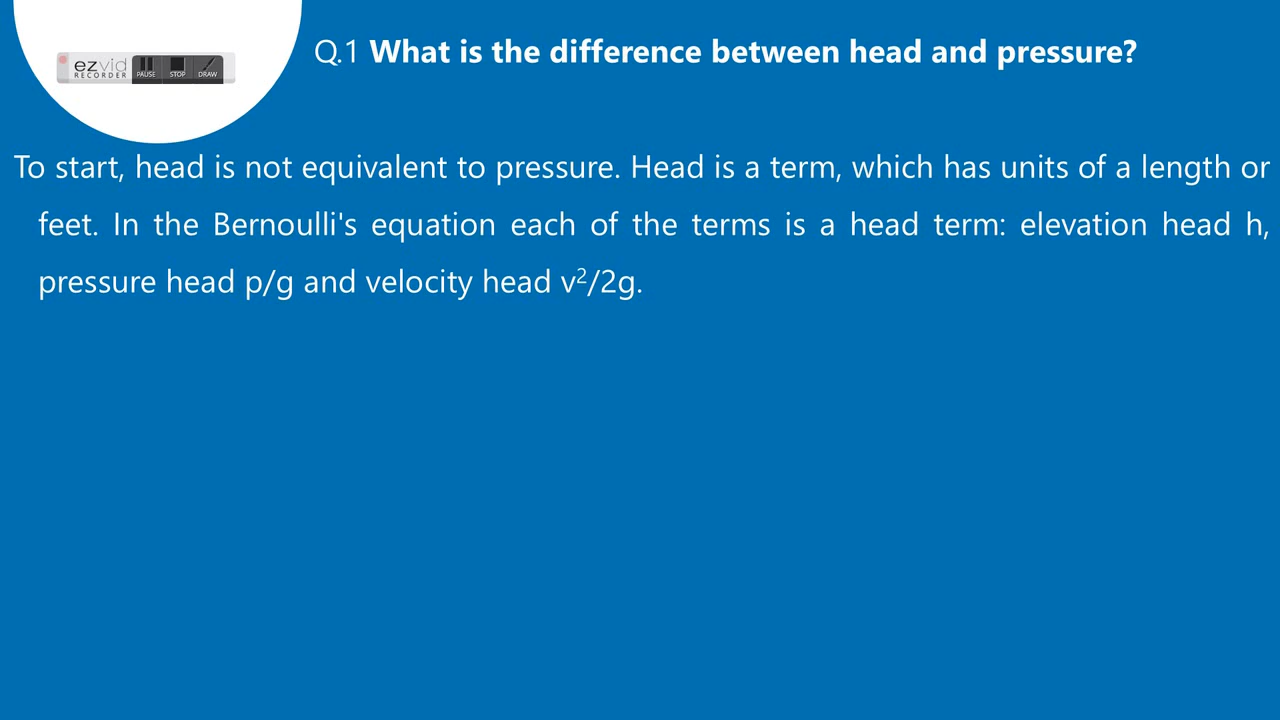 ezvid
RECORDER
PAUSE STOP DRAW
Q.1 What is the difference between head and pressure?
To start, head is not equivalent to pressure. Head is a term, which has units of a length or
feet. In the Bernoulli's equation each of the terms is a head term: elevation head h,
pressure head p/g and velocity head v²/2g.